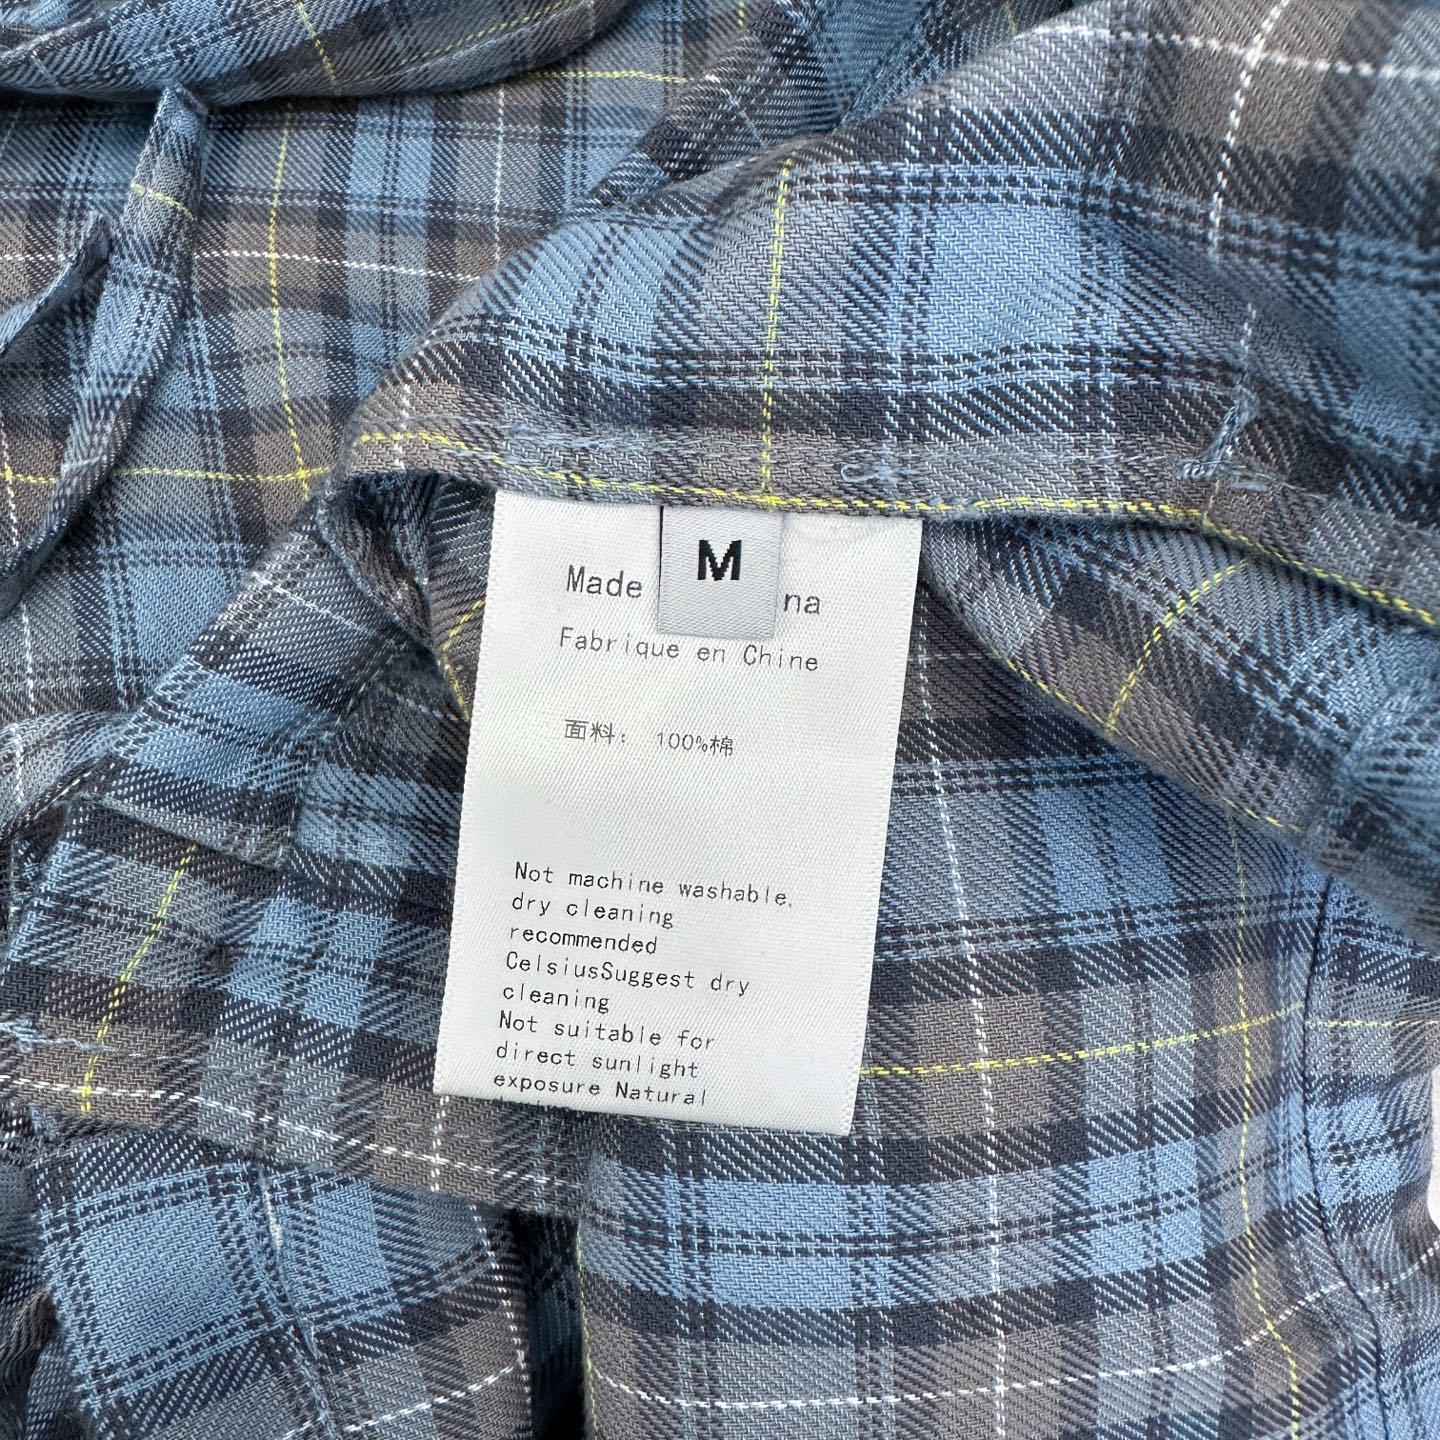 M
Made na
Fabrique en Chine
面料： 100%棉
Not machine washable,
dry cleaning
recommended
CelsiusSuggest dry
cleaning
Not suitable for
direct sunlight
exposure Natural